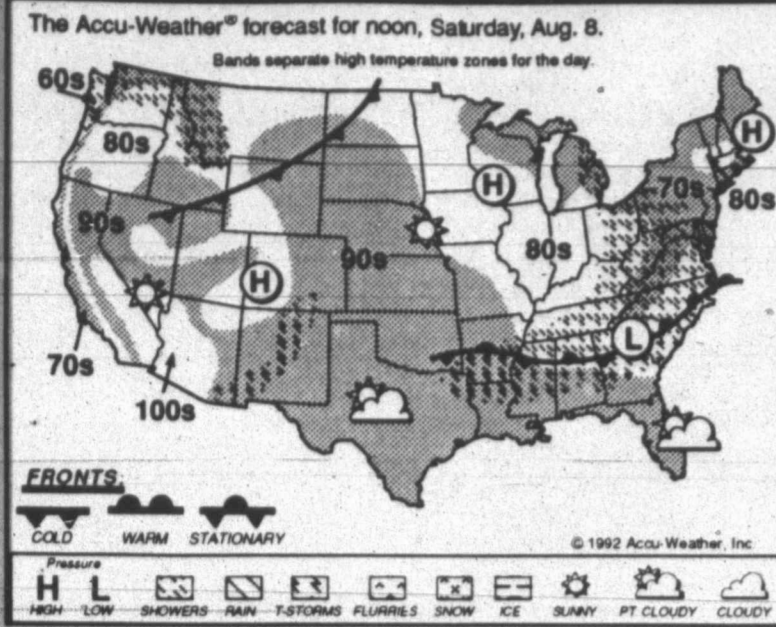 The Accu-Weather® forecast for noon, Saturday, Aug. 8.
Bands separate high temperature zones for the day.
60s
80s
H
H
70s
80s
90s
90s
80s
H
L
70s
100s
FRONTS
COLD WARM STATIONARY
© 1992 Accu-Weather, Inc.
Pressure
H L
HIGH LOW SHOWERS RAIN T-STORMS FLURRIES SNOW ICE SUNNY PT. CLOUDY CLOUDY